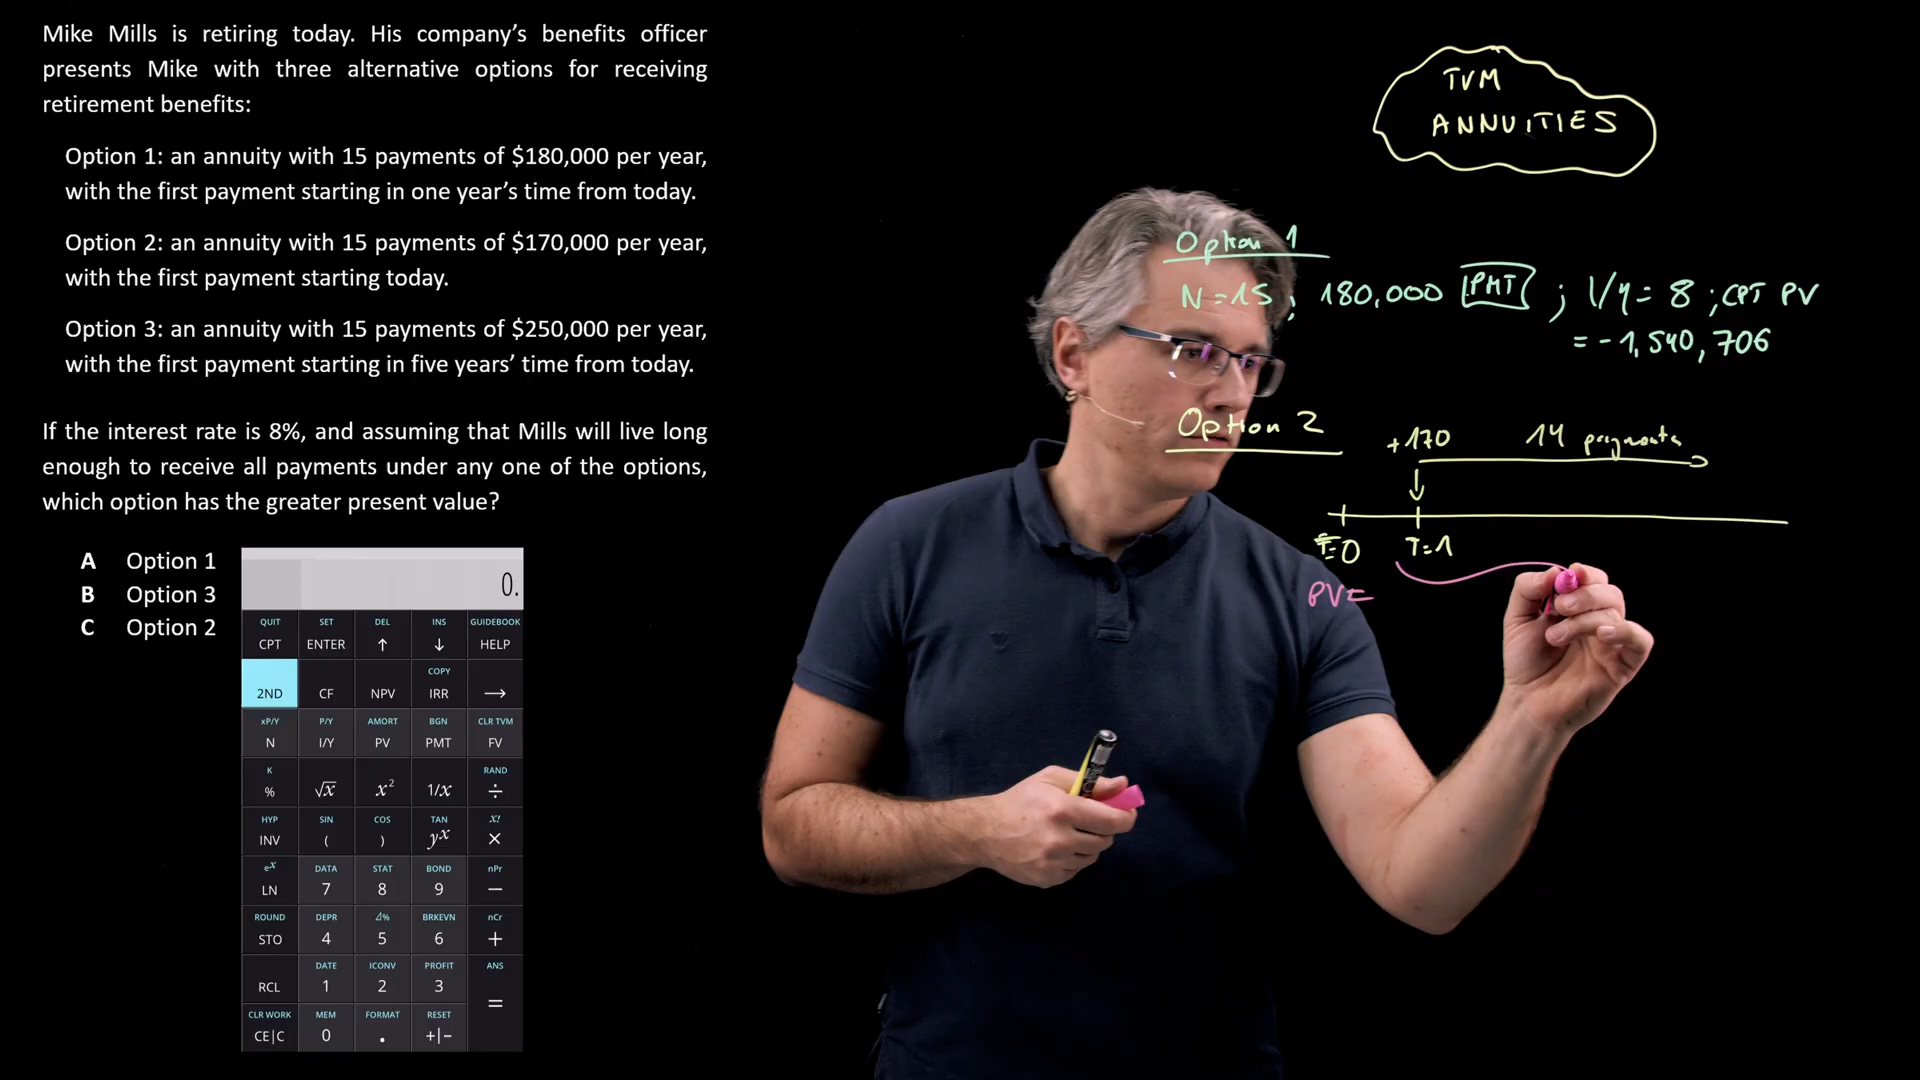 Mike Mills is retiring today. His company’s benefits officer
presents Mike with three alternative options for receiving
retirement benefits:
Option 1: an annuity with 15 payments of $180,000 per year,
with the first payment starting in one year’s time from today.
Option 2: an annuity with 15 payments of $170,000 per year,
with the first payment starting today.
Option 3: an annuity with 15 payments of $250,000 per year,
with the first payment starting in five years’ time from today.
If the interest rate is 8%, and assuming that Mills will live long
enough to receive all payments under any one of the options,
which option has the greater present value?
A Option 1
B Option 3
C Option 2
0.
QUIT SET DEL INS GUIDEBOOK
CPT ENTER ↑ ↓ HELP
COPY
2ND CF NPV IRR →
xP/Y P/Y AMORT BGN CLR TVM
N I/Y PV PMT FV
K RAND
% √x x² 1/x ÷
HYP SIN COS TAN x!
INV ( ) yˣ ×
eˣ DATA STAT BOND nPr
LN 7 8 9 −
ROUND DEPR Δ% BRKEVN nCr
STO 4 5 6 +
DATE ICONV PROFIT ANS
RCL 1 2 3 =
CLR WORK MEM FORMAT RESET
CE|C 0 . +|−
TVM
ANNUITIES
Option 1
N = 15 ; 180,000 PMT ; I/Y = 8 ; CPT PV
= - 1,540,706
Option 2
+170 14 payments
T=0 T=1
PV=